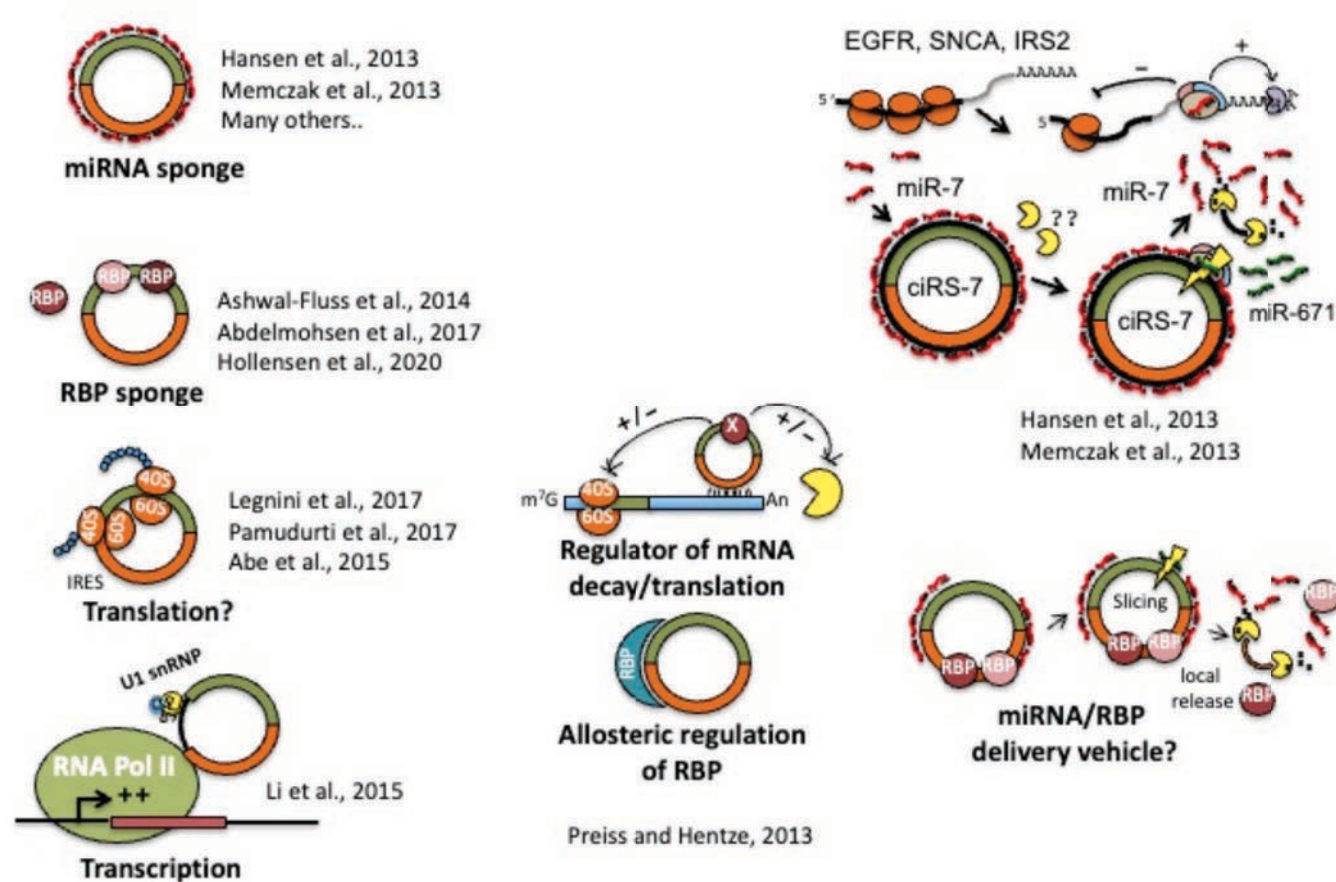 Hansen et al., 2013
Memczak et al., 2013
Many others..
miRNA sponge
RBP
RBP
RBP
Ashwal-Fluss et al., 2014
Abdelmohsen et al., 2017
Hollensen et al., 2020
RBP sponge
40S
60S
40S
60S
IRES
Legnini et al., 2017
Pamudurti et al., 2017
Abe et al., 2015
Translation?
U1 snRNP
RNA Pol II
++
Li et al., 2015
Transcription
+/-
X
+/-
m⁷G
40S
60S
An
Regulator of mRNA
decay/translation
RBP
Allosteric regulation
of RBP
Preiss and Hentze, 2013
EGFR, SNCA, IRS2
5'
AAAAAA
5'
−
+
miR-7
miR-7
??
ciRS-7
ciRS-7
miR-671
Hansen et al., 2013
Memczak et al., 2013
RBP
RBP
Slicing
RBP
RBP
local
release
RBP
RBP
miRNA/RBP
delivery vehicle?